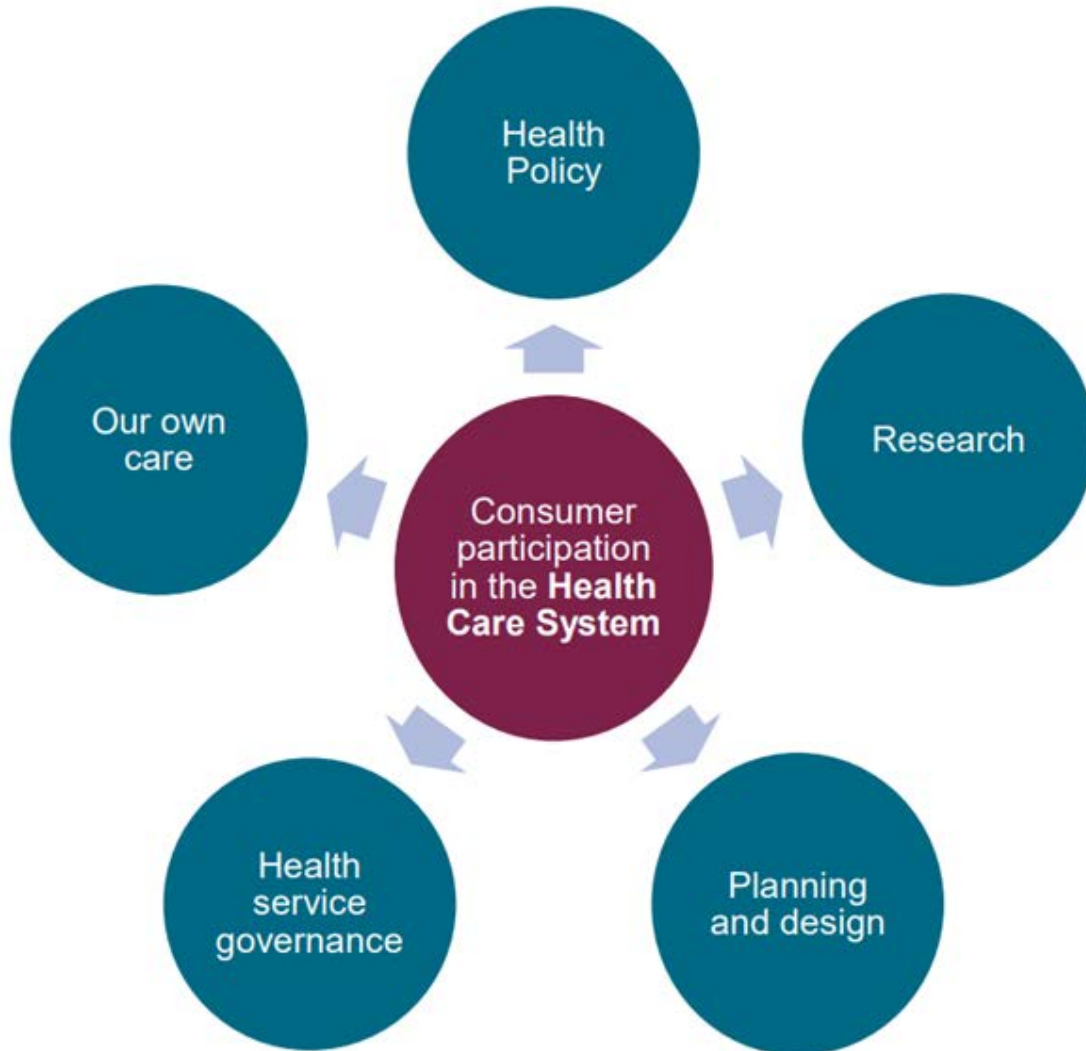 Health
Policy
Our own
care
Research
Consumer
participation
in the Health
Care System
Health
service
governance
Planning
and design